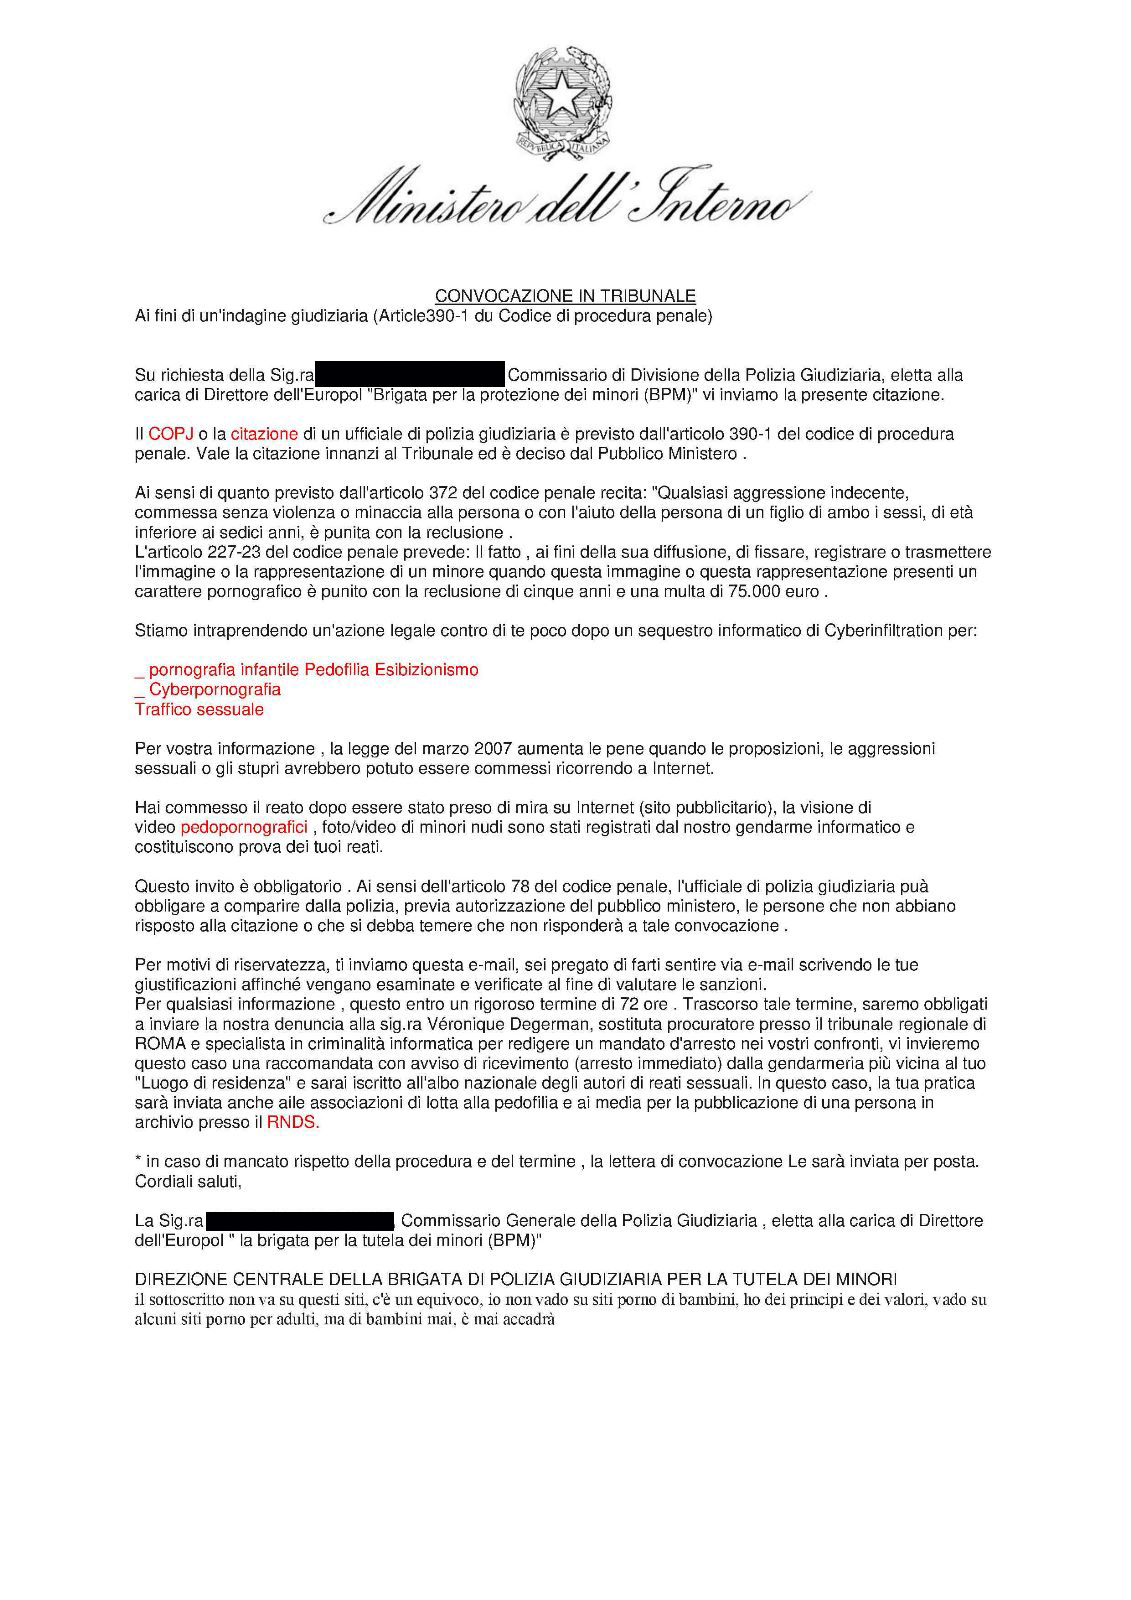 REPVBBLICA ITALIANA
Ministero dell'Interno
CONVOCAZIONE IN TRIBUNALE
Ai fini di un'indagine giudiziaria (Article390-1 du Codice di procedura penale)
Su richiesta della Sig.ra Commissario di Divisione della Polizia Giudiziaria, eletta alla
carica di Direttore dell'Europol "Brigata per la protezione dei minori (BPM)" vi inviamo la presente citazione.
Il COPJ o la citazione di un ufficiale di polizia giudiziaria è previsto dall'articolo 390-1 del codice di procedura
penale. Vale la citazione innanzi al Tribunale ed è deciso dal Pubblico Ministero .
Ai sensi di quanto previsto dall'articolo 372 del codice penale recita: "Qualsiasi aggressione indecente,
commessa senza violenza o minaccia alla persona o con l'aiuto della persona di un figlio di ambo i sessi, di età
inferiore ai sedici anni, è punita con la reclusione .
L'articolo 227-23 del codice penale prevede: Il fatto , ai fini della sua diffusione, di fissare, registrare o trasmettere
l'immagine o la rappresentazione di un minore quando questa immagine o questa rappresentazione presenti un
carattere pornografico è punito con la reclusione di cinque anni e una multa di 75.000 euro .
Stiamo intraprendendo un'azione legale contro di te poco dopo un sequestro informatico di Cyberinfiltration per:
_ pornografia infantile Pedofilia Esibizionismo
_ Cyberpornografia
Traffico sessuale
Per vostra informazione , la legge del marzo 2007 aumenta le pene quando le proposizioni, le aggressioni
sessuali o gli stupri avrebbero potuto essere commessi ricorrendo a Internet.
Hai commesso il reato dopo essere stato preso di mira su Internet (sito pubblicitario), la visione di
video pedopornografici , foto/video di minori nudi sono stati registrati dal nostro gendarme informatico e
costituiscono prova dei tuoi reati.
Questo invito è obbligatorio . Ai sensi dell'articolo 78 del codice penale, l'ufficiale di polizia giudiziaria puà
obbligare a comparire dalla polizia, previa autorizzazione del pubblico ministero, le persone che non abbiano
risposto alla citazione o che si debba temere che non risponderà a tale convocazione .
Per motivi di riservatezza, ti inviamo questa e-mail, sei pregato di farti sentire via e-mail scrivendo le tue
giustificazioni affinché vengano esaminate e verificate al fine di valutare le sanzioni.
Per qualsiasi informazione , questo entro un rigoroso termine di 72 ore . Trascorso tale termine, saremo obbligati
a inviare la nostra denuncia alla sig.ra Véronique Degerman, sostituta procuratore presso il tribunale regionale di
ROMA e specialista in criminalità informatica per redigere un mandato d'arresto nei vostri confronti, vi invieremo
questo caso una raccomandata con avviso di ricevimento (arresto immediato) dalla gendarmeria più vicina al tuo
"Luogo di residenza" e sarai iscritto all'albo nazionale degli autori di reati sessuali. In questo caso, la tua pratica
sarà inviata anche aile associazioni di lotta alla pedofilia e ai media per la pubblicazione di una persona in
archivio presso il RNDS.
* in caso di mancato rispetto della procedura e del termine , la lettera di convocazione Le sarà inviata per posta.
Cordiali saluti,
La Sig.ra Commissario Generale della Polizia Giudiziaria , eletta alla carica di Direttore
dell'Europol " la brigata per la tutela dei minori (BPM)"
DIREZIONE CENTRALE DELLA BRIGATA DI POLIZIA GIUDIZIARIA PER LA TUTELA DEI MINORI
il sottoscritto non va su questi siti, c'è un equivoco, io non vado su siti porno di bambini, ho dei principi e dei valori, vado su
alcuni siti porno per adulti, ma di bambini mai, è mai accadrà